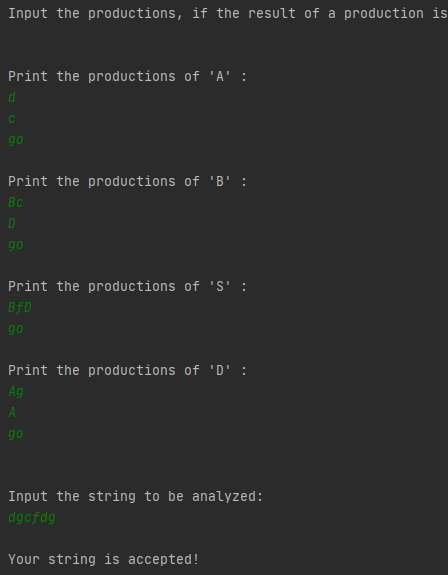 Input the productions, if the result of a production is
Print the productions of 'A' :
d
c
go
Print the productions of 'B' :
Bc
D
go
Print the productions of 'S' :
BfD
go
Print the productions of 'D' :
Ag
A
go
Input the string to be analyzed:
dgcfdg
Your string is accepted!